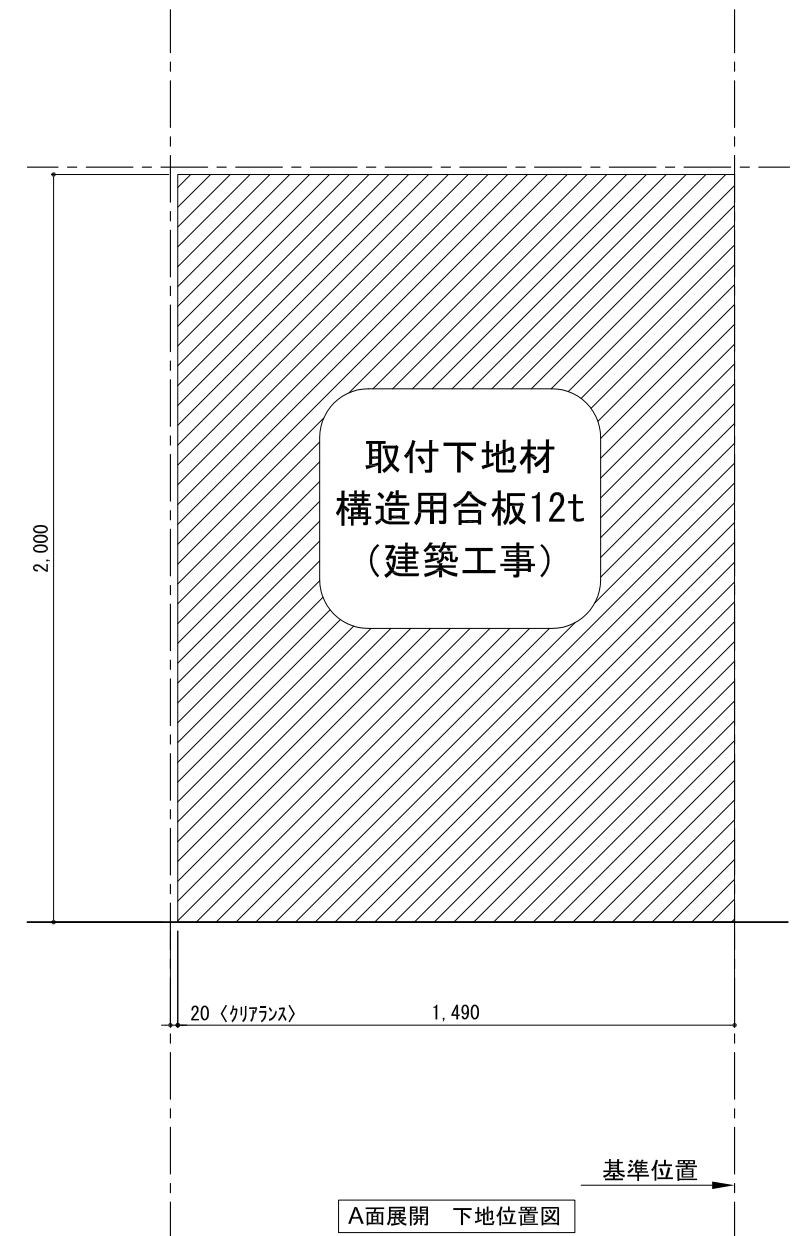 取付下地材
構造用合板12t
(建築工事)
2,000
20 〈ｸﾘｱﾗﾝｽ〉
1,490
基準位置
A面展開　下地位置図